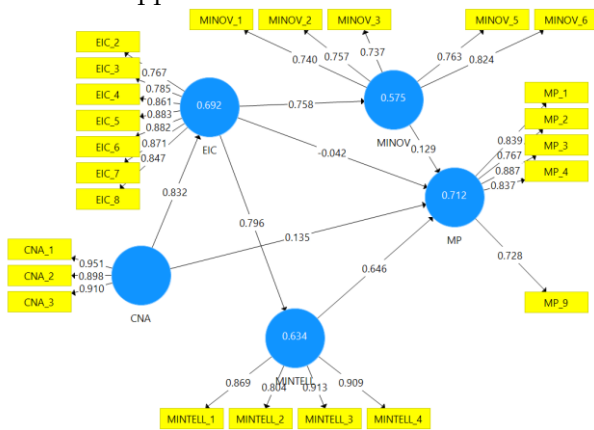 MINOV_1 MINOV_2 MINOV_3 MINOV_5 MINOV_6
EIC_2
EIC_3
EIC_4
EIC_5
EIC_6
EIC_7
EIC_8
0.767
0.785
0.861
0.883
0.882
0.871
0.847
0.740
0.757
0.737
0.763
0.824
0.692
EIC
0.758
0.575
MINOV
0.129
MP_1
MP_2
MP_3
MP_4
0.839
0.767
0.887
0.837
-0.042
0.712
MP
0.832
0.796
0.135
0.646
0.728
MP_9
CNA_1
CNA_2
CNA_3
0.951
0.898
0.910
CNA
0.634
MINTELL
0.869
0.804
0.913
0.909
MINTELL_1 MINTELL_2 MINTELL_3 MINTELL_4